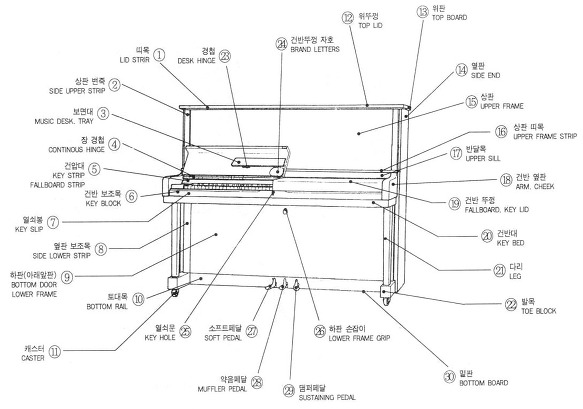 ⑬ 위판
TOP BOARD
⑫ 위뚜껑
TOP LID
㉔ 건반뚜껑 자호
BRAND LETTERS
경첩 ㉓
DESK HINGE
띠목 ①
LID STRIR
⑭ 옆판
SIDE END
상판 변죽 ②
SIDE UPPER STRIP
⑮ 상판
UPPER FRAME
보면대 ③
MUSIC DESK. TRAY
⑯ 상판 띠목
UPPER FRAME STRIP
장 경첩 ④
CONTINOUS HINGE
⑰ 반달목
UPPER SILL
건압대 ⑤
KEY STRIP
FALLBOARD STRIP
⑱ 건반 옆판
ARM. CHEEK
건반 보조목 ⑥
KEY BLOCK
⑲ 건반 뚜껑
FALLBOARD, KEY LID
열쇠봉 ⑦
KEY SLIP
⑳ 건반대
KEY BED
옆판 보조목 ⑧
SIDE LOWER STRIP
㉑ 다리
LEG
하판(아래앞판) ⑨
BOTTOM DOOR
LOWER FRAME
토대목 ⑩
BOTTOM RAIL
㉒ 발목
TOE BLOCK
캐스터 ⑪
CASTER
열쇠문 ㉕
KEY HOLE
소프트페달 ㉗
SOFT PEDAL
㉖ 하판 손잡이
LOWER FRAME GRIP
약음페달 ㉘
MUFFLER PEDAL
㉙ 댐퍼페달
SUSTAINING PEDAL
㉚ 밑판
BOTTOM BOARD